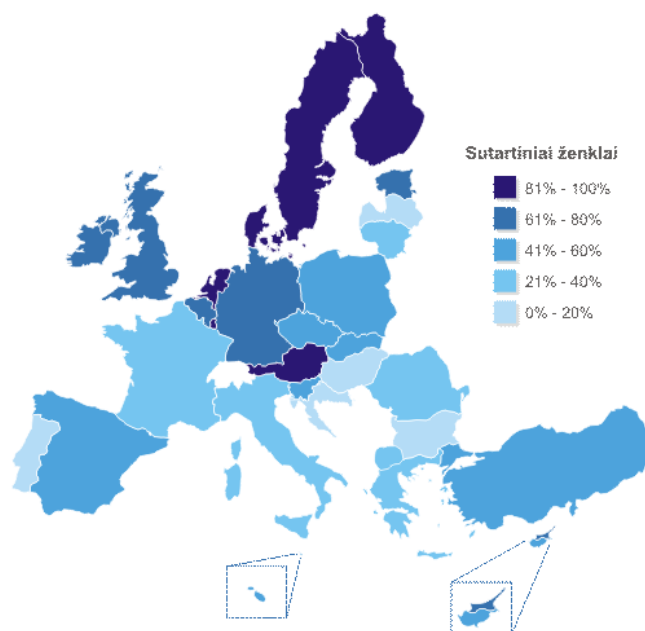 Sutartiniai ženklai
81% - 100%
61% - 80%
41% - 60%
21% - 40%
0% - 20%